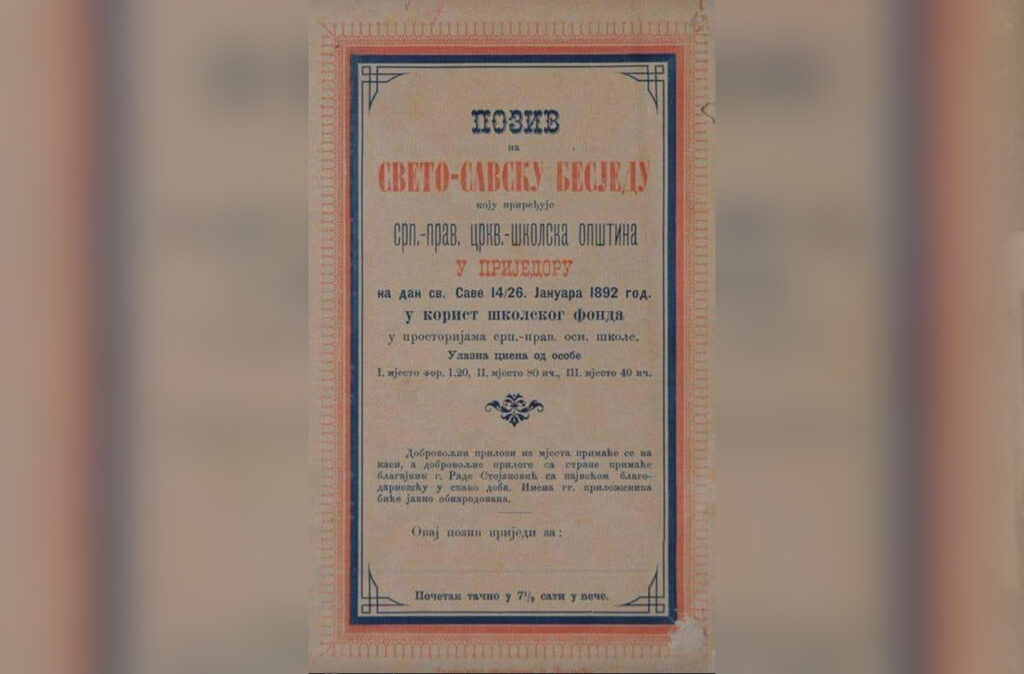 ПОЗИВ
на
СВЕТО-САВСКУ БЕСЈЕДУ
коју приређује
СРП.-ПРАВ. ЦРКВ.-ШКОЛСКА ОПШТИНА
У ПРИЈЕДОРУ
на дан св. Саве 14/26. Јануара 1892 год.
у корист школског фонда
у просторијама срп.-прав. осн. школе.
Улазна циена од особе
I. мјесто фор. 1.20, II. мјесто 80 нч., III. мјесто 40 нч.
Добровољни прилози из мјеста примаће се на
каси, а добровољне прилоге са стране примаће
благајник г. Раде Стојановић са највећом благо-
дарношћу у свако доба. Имена гг. приложеника
биће јавно обнародована.
Овај позив вриједи за:
Почетак тачно у 7½ сати у вече.